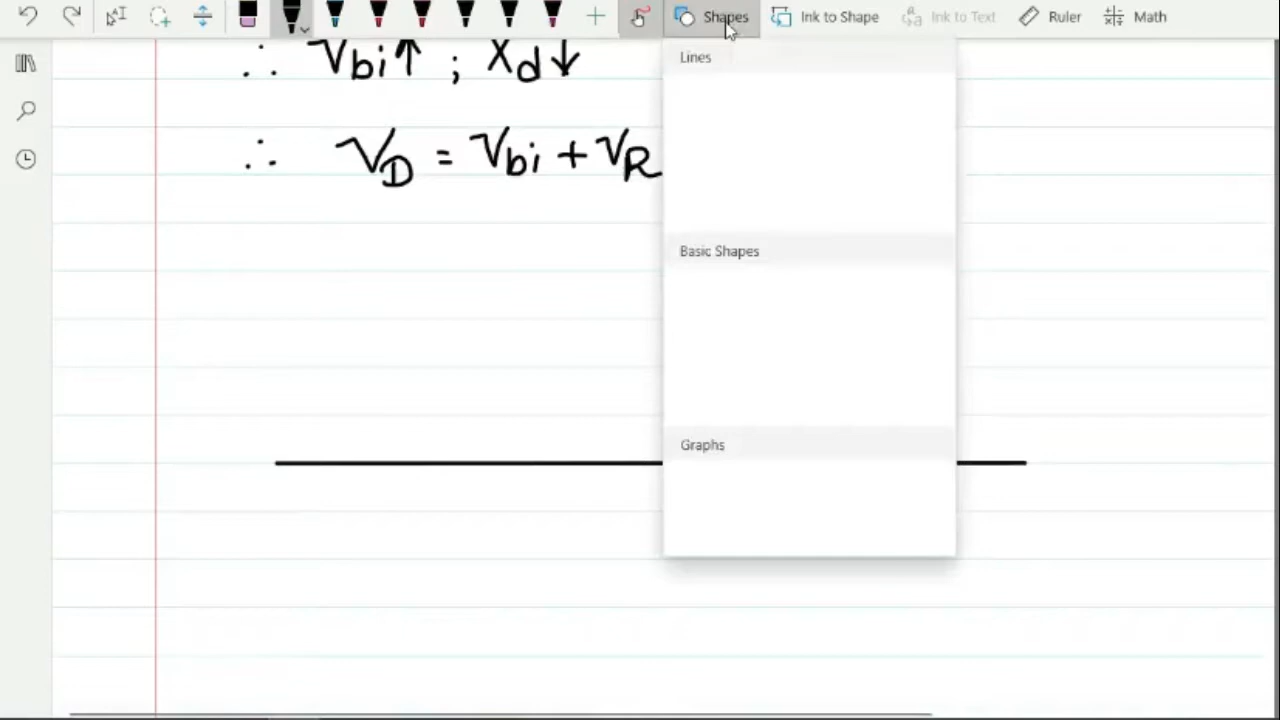 Shapes Ink to Shape Ink to Text Ruler Math
Lines
∴ Vbi↑ ; Xd↓
∴ VD = Vbi + VR
Basic Shapes
Graphs